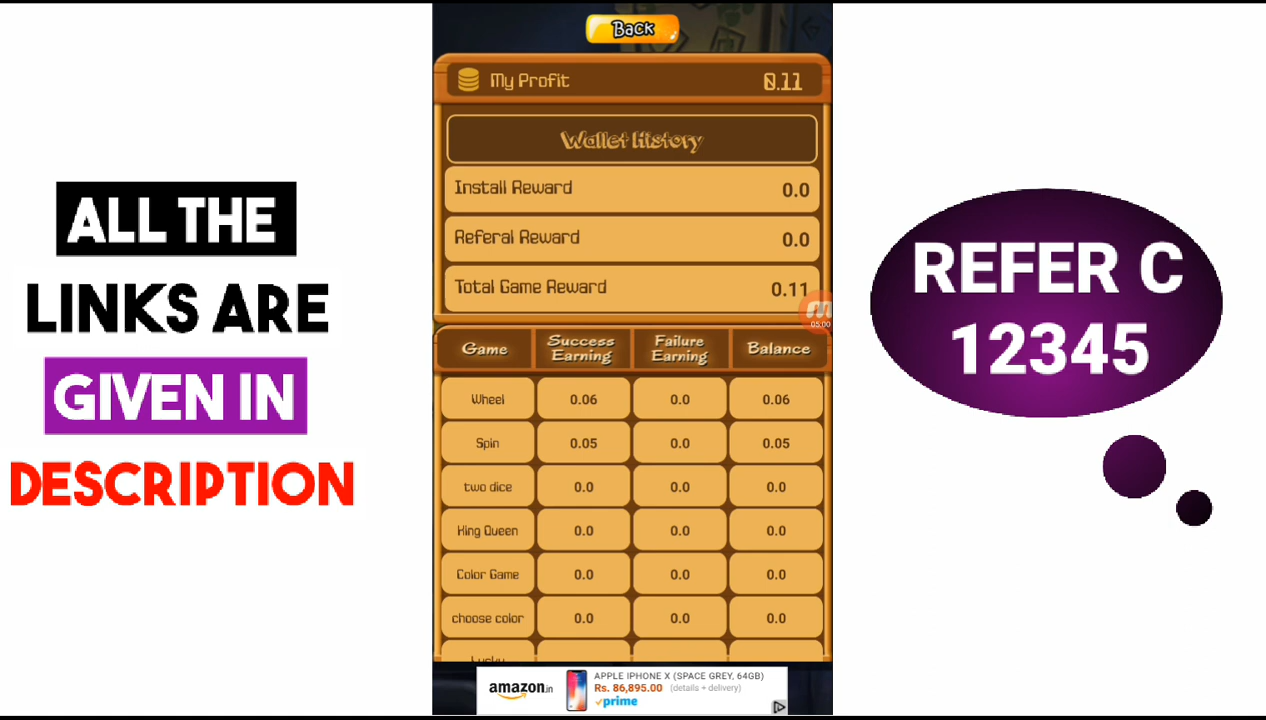 ALL THE
LINKS ARE
GIVEN IN
DESCRIPTION
Back
My Profit 0.11
Wallet History
Install Reward 0.0
Referal Reward 0.0
Total Game Reward 0.11
05:00
Game Success Earning Failure Earning Balance
Wheel 0.06 0.0 0.06
Spin 0.05 0.0 0.05
two dice 0.0 0.0 0.0
King Queen 0.0 0.0 0.0
Color Game 0.0 0.0 0.0
choose color 0.0 0.0 0.0
Lucky
amazon.in
APPLE IPHONE X (SPACE GREY, 64GB)
Rs. 86,895.00 (details + delivery)
prime
REFER C
12345